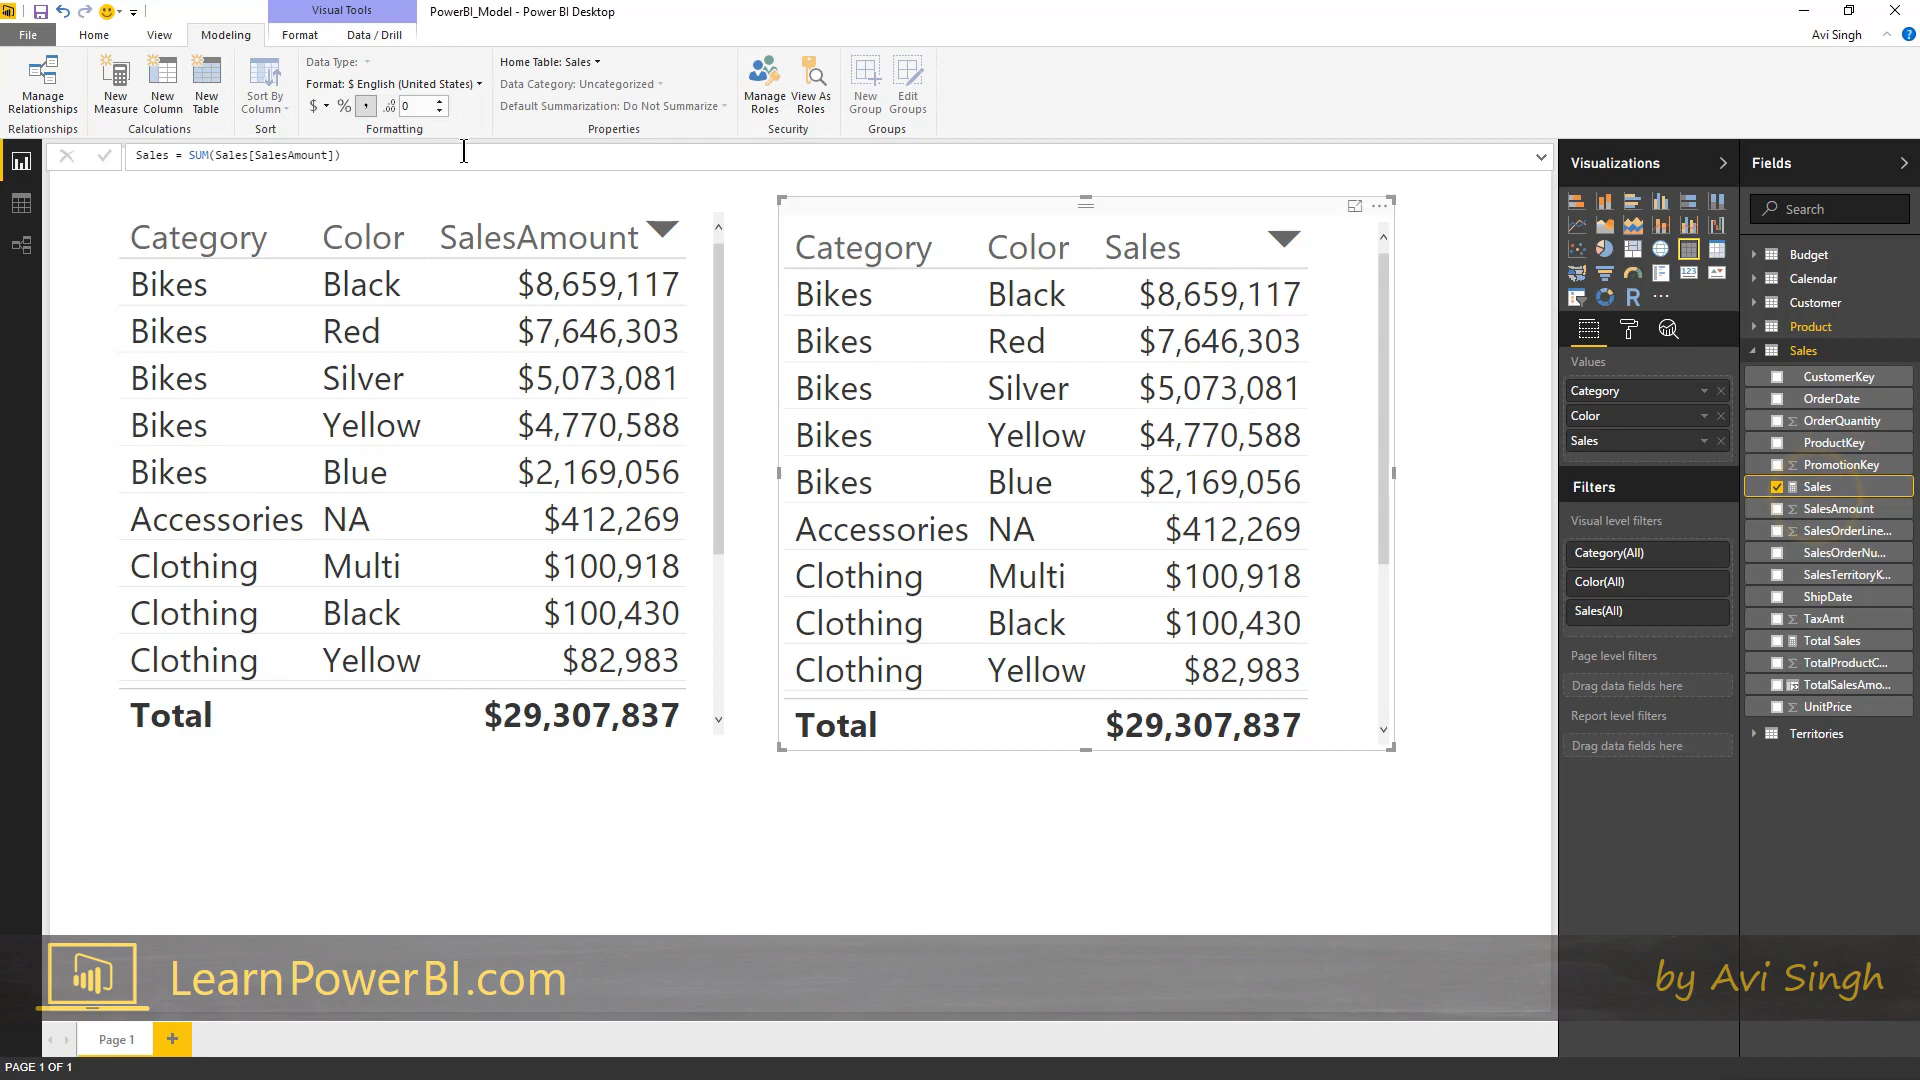 Visual Tools
PowerBI_Model - Power BI Desktop
File
Home
View
Modeling
Format
Data / Drill
Avi Singh
Manage Relationships
New Measure
New Column
New Table
Sort By Column
Data Type:
Format: $ English (United States)
$ % , .00 0
Home Table: Sales
Data Category: Uncategorized
Default Summarization: Do Not Summarize
Manage Roles
View As Roles
New Group
Edit Groups
Relationships
Calculations
Sort
Formatting
Properties
Security
Groups
Sales = SUM(Sales[SalesAmount])
Category Color SalesAmount
Bikes Black $8,659,117
Bikes Red $7,646,303
Bikes Silver $5,073,081
Bikes Yellow $4,770,588
Bikes Blue $2,169,056
Accessories NA $412,269
Clothing Multi $100,918
Clothing Black $100,430
Clothing Yellow $82,983
Total $29,307,837
Category Color Sales
Bikes Black $8,659,117
Bikes Red $7,646,303
Bikes Silver $5,073,081
Bikes Yellow $4,770,588
Bikes Blue $2,169,056
Accessories NA $412,269
Clothing Multi $100,918
Clothing Black $100,430
Clothing Yellow $82,983
Total $29,307,837
Visualizations
R
Values
Category
Color
Sales
Filters
Visual level filters
Category(All)
Color(All)
Sales(All)
Page level filters
Drag data fields here
Report level filters
Drag data fields here
Fields
Search
Budget
Calendar
Customer
Product
Sales
CustomerKey
OrderDate
OrderQuantity
ProductKey
PromotionKey
Sales
SalesAmount
SalesOrderLine...
SalesOrderNu...
SalesTerritoryK...
ShipDate
TaxAmt
Total Sales
TotalProductC...
TotalSalesAmo...
UnitPrice
Territories
LearnPowerBI.com
by Avi Singh
Page 1
PAGE 1 OF 1